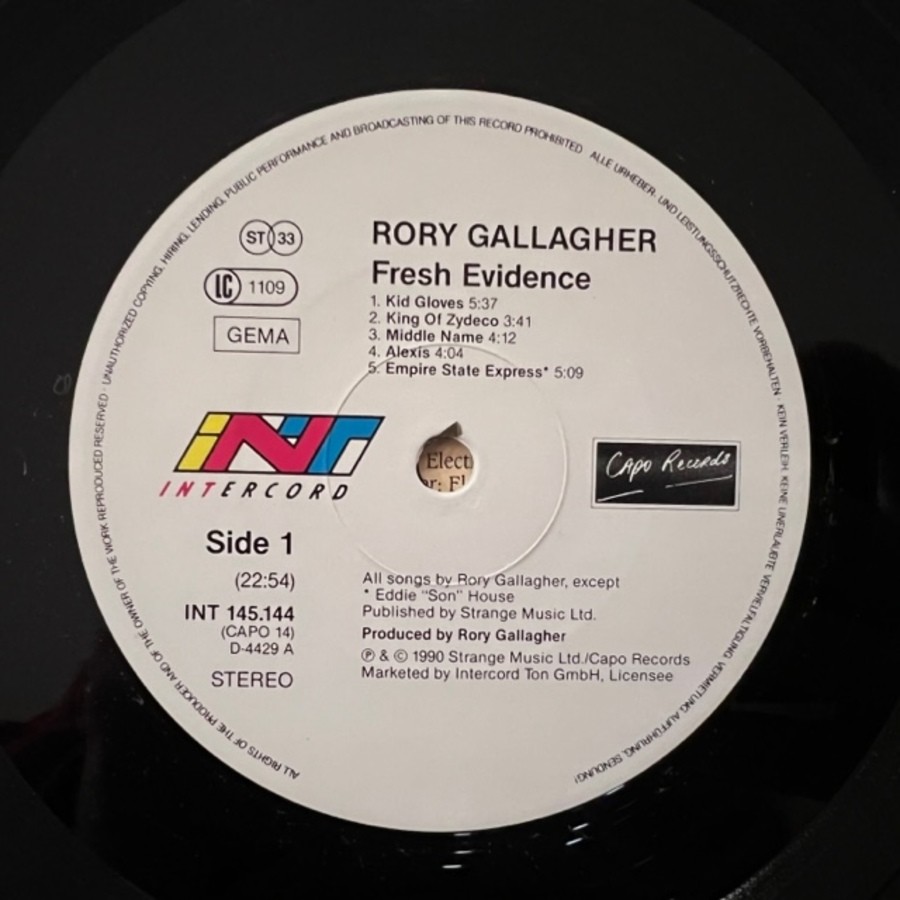 ALL RIGHTS OF THE PRODUCER AND OF THE OWNER OF THE WORK REPRODUCED RESERVED · UNAUTHORIZED COPYING, HIRING, LENDING, PUBLIC PERFORMANCE AND BROADCASTING OF THIS RECORD PROHIBITED · ALLE URHEBER- UND LEISTUNGSSCHUTZRECHTE VORBEHALTEN · KEIN VERLEIH, KEINE UNERLAUBTE VERVIELFÄLTIGUNG, VERMIETUNG, AUFFÜHRUNG, SENDUNG!
ST 33
LC 1109
GEMA
RORY GALLAGHER
Fresh Evidence
1. Kid Gloves 5:37
2. King Of Zydeco 3:41
3. Middle Name 4:12
4. Alexis 4:04
5. Empire State Express* 5:09
INT
INTERCORD
Capo Records
Elect
Side 1
(22:54)
INT 145.144
(CAPO 14)
D-4429 A
STEREO
All songs by Rory Gallagher, except
* Eddie "Son" House
Published by Strange Music Ltd.
Produced by Rory Gallagher
℗ & © 1990 Strange Music Ltd./Capo Records
Marketed by Intercord Ton GmbH, Licensee